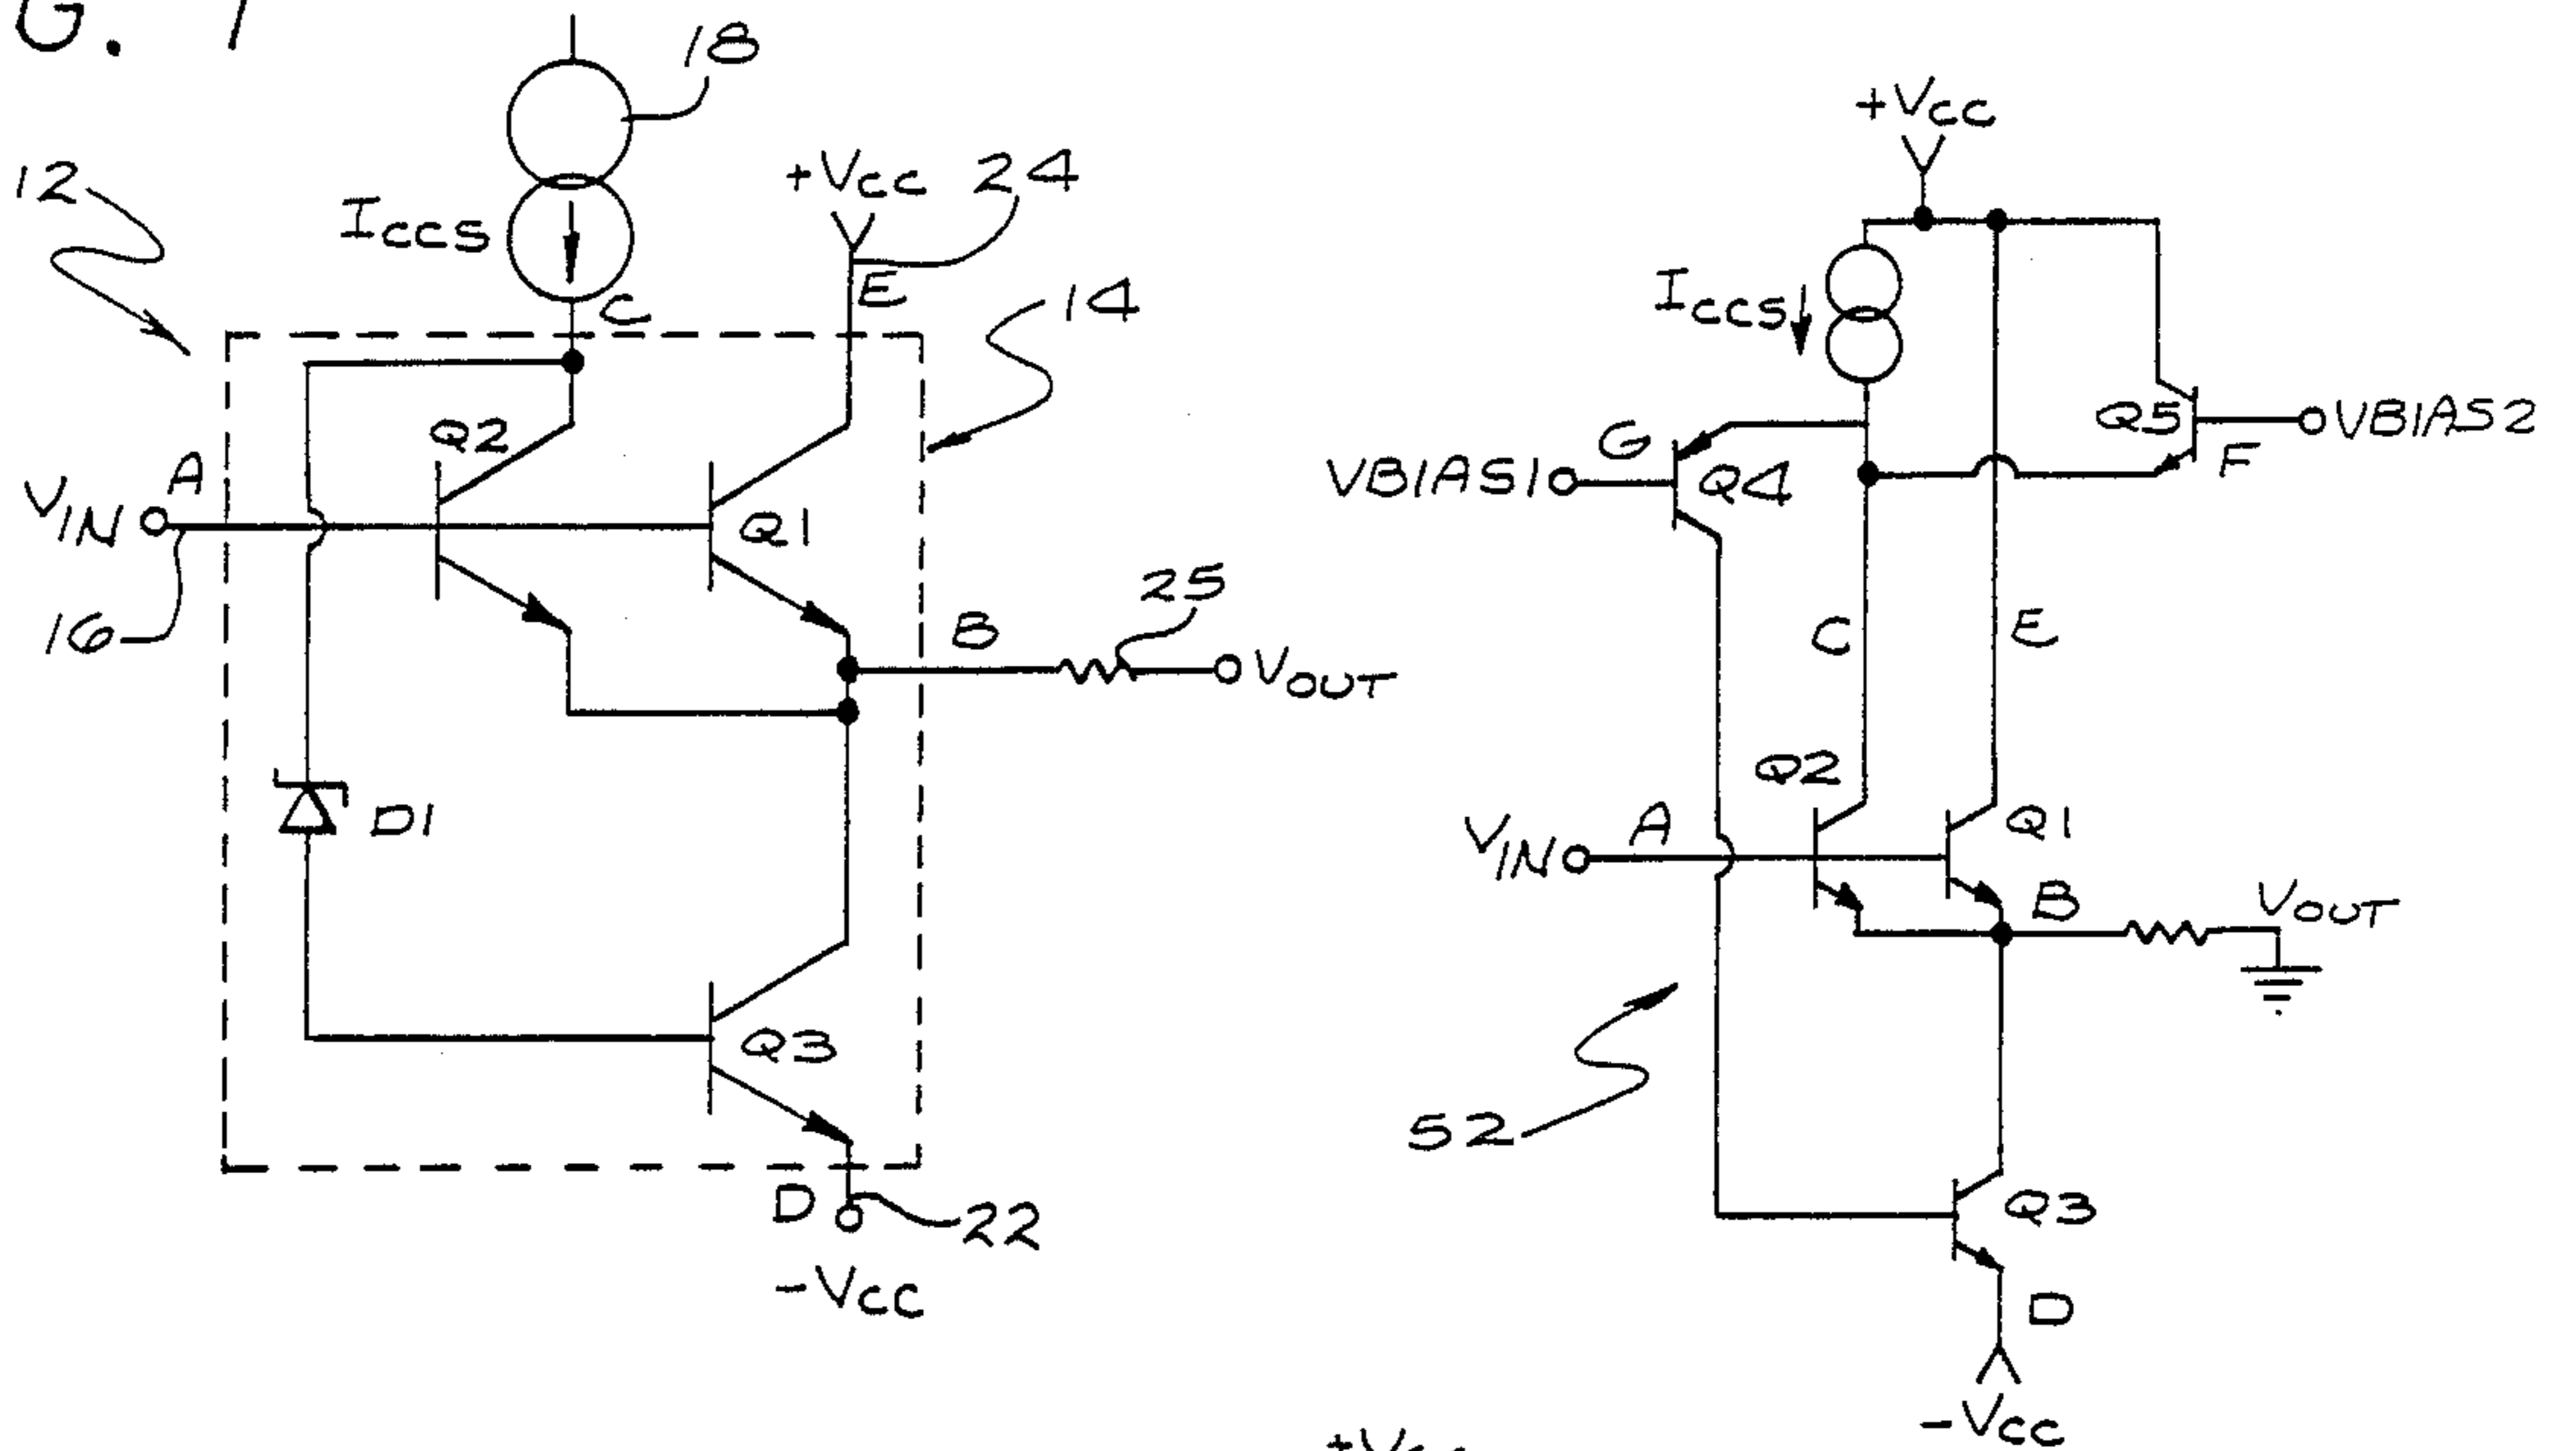 G. 1
18
12
ICCS
+VCC
24
C
E
14
Q2
A
VIN
Q1
16
25
B
VOUT
D1
Q3
D
22
-VCC
+VCC
ICCS
G
VBIAS1
Q4
Q5
VBIAS2
F
C
E
Q2
VIN
A
Q1
B
VOUT
52
Q3
D
-VCC
+VCC